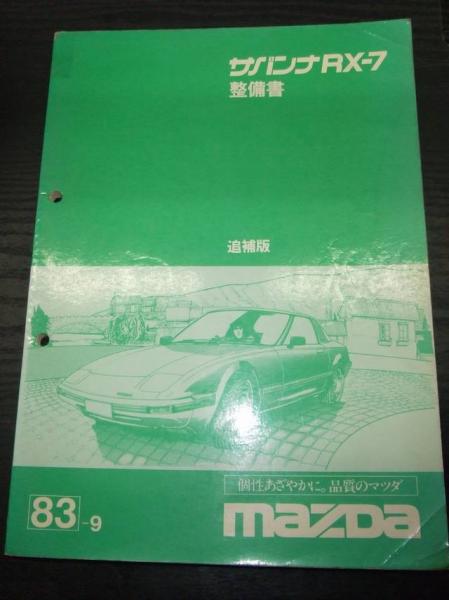 サバンナRX-7
整備書
追補版
個性あざやかに。品質のマツダ
83-9
mazda